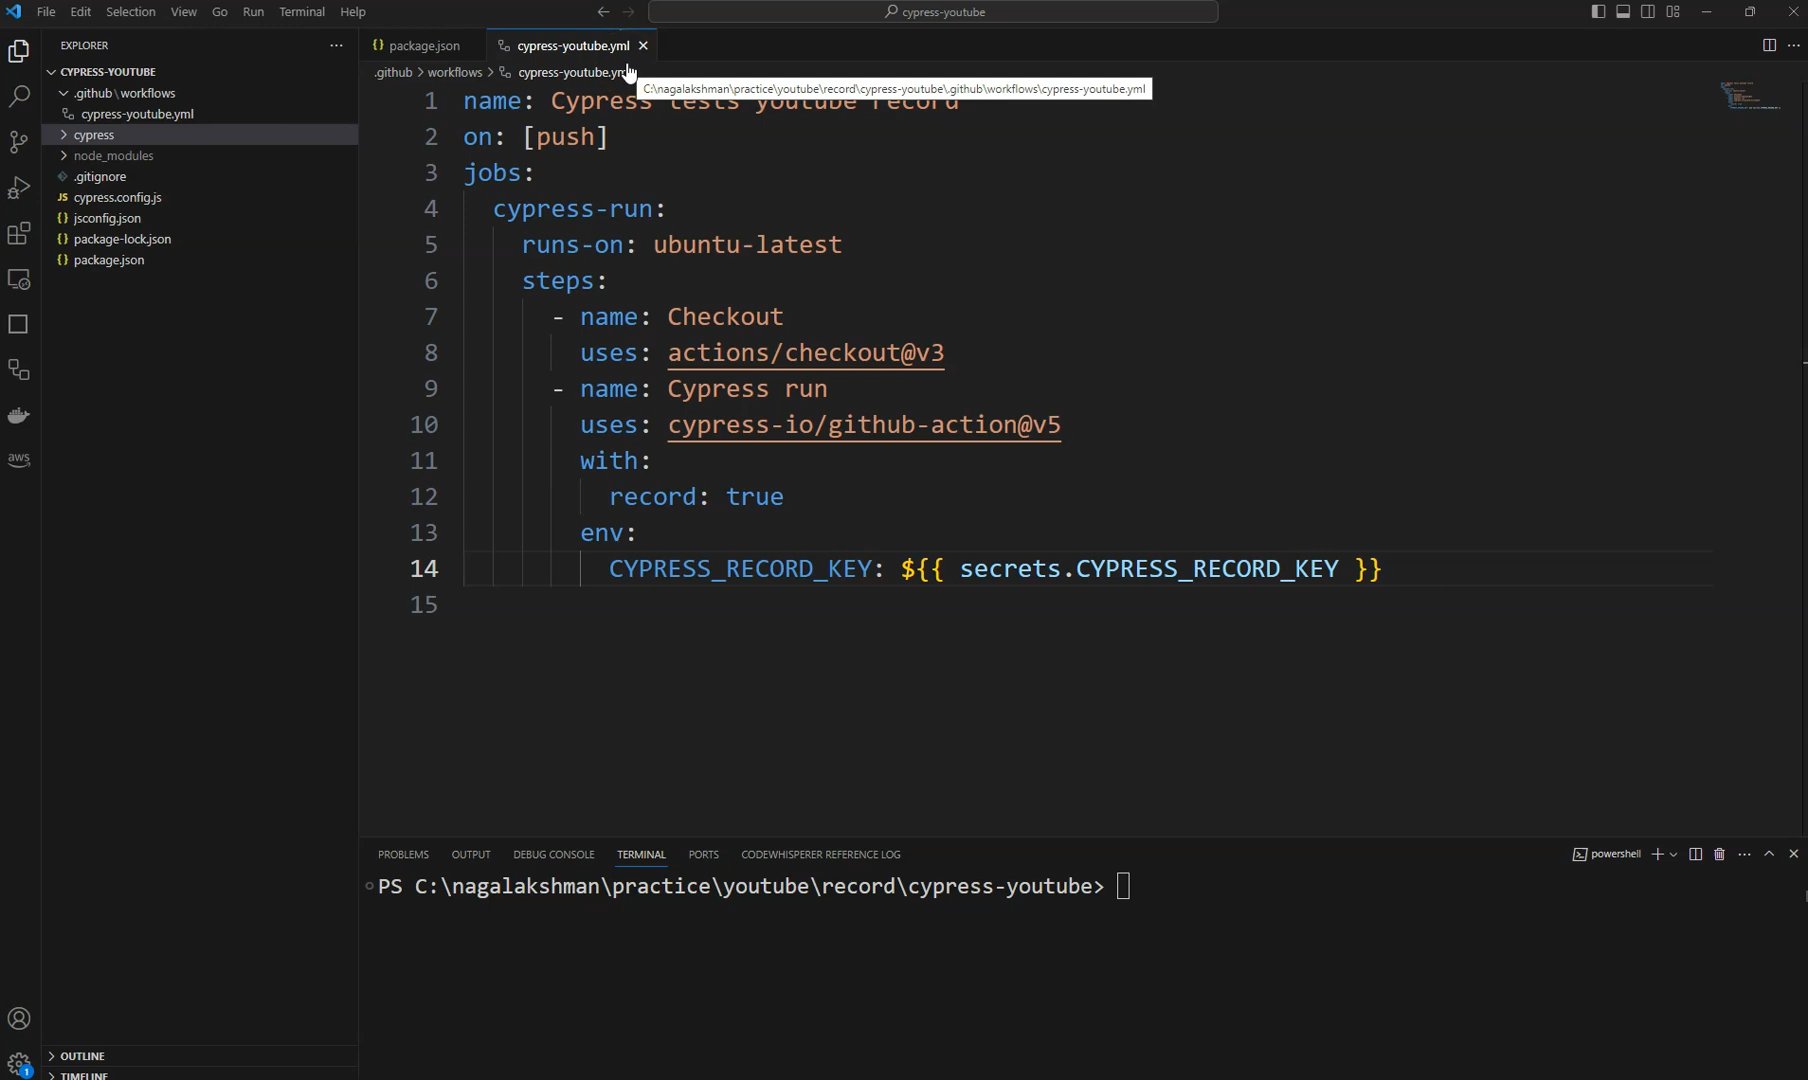 File Edit Selection View Go Run Terminal Help
cypress-youtube
EXPLORER
CYPRESS-YOUTUBE
.github\workflows
cypress-youtube.yml
cypress
node_modules
.gitignore
JS cypress.config.js
{} jsconfig.json
{} package-lock.json
{} package.json
OUTLINE
TIMELINE
aws
1
{} package.json
cypress-youtube.yml
.github > workflows > cypress-youtube.yml
C:\nagalakshman\practice\youtube\record\cypress-youtube\.github\workflows\cypress-youtube.yml
1 name: Cypress tests youtube record
2 on: [push]
3 jobs:
4 cypress-run:
5 runs-on: ubuntu-latest
6 steps:
7 - name: Checkout
8 uses: actions/checkout@v3
9 - name: Cypress run
10 uses: cypress-io/github-action@v5
11 with:
12 record: true
13 env:
14 CYPRESS_RECORD_KEY: ${{ secrets.CYPRESS_RECORD_KEY }}
15
PROBLEMS OUTPUT DEBUG CONSOLE TERMINAL PORTS CODEWHISPERER REFERENCE LOG
powershell
PS C:\nagalakshman\practice\youtube\record\cypress-youtube>